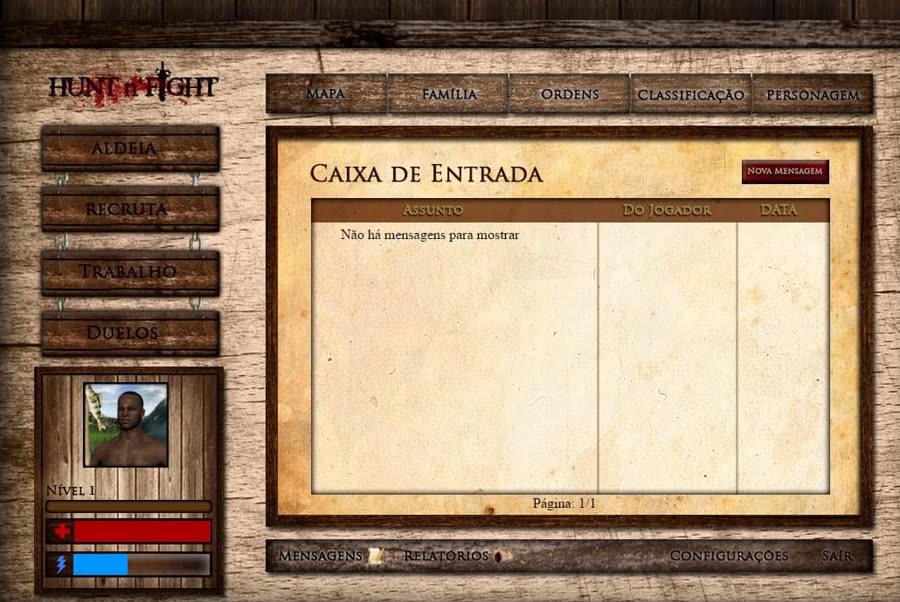 HUNT n' FIGHT
MAPA
FAMÍLIA
ORDENS
CLASSIFICAÇÃO
PERSONAGEM
ALDEIA
RECRUTA
TRABALHO
DUELOS
NÍVEL 1
CAIXA DE ENTRADA
NOVA MENSAGEM
ASSUNTO
DO JOGADOR
DATA
Não há mensagens para mostrar
Página: 1/1
MENSAGENS
RELATÓRIOS
CONFIGURAÇÕES
SAIR